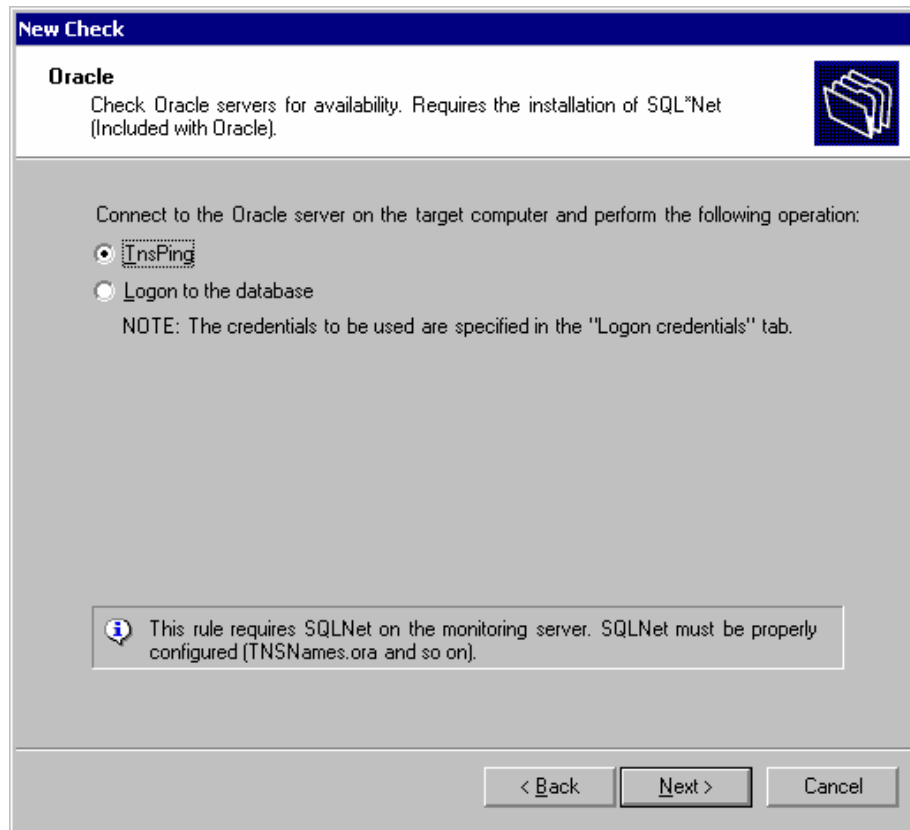 New Check
Oracle
Check Oracle servers for availability. Requires the installation of SQL*Net
(Included with Oracle).
Connect to the Oracle server on the target computer and perform the following operation:
TnsPing
Logon to the database
NOTE: The credentials to be used are specified in the "Logon credentials" tab.
This rule requires SQLNet on the monitoring server. SQLNet must be properly
configured (TNSNames.ora and so on).
< Back Next > Cancel